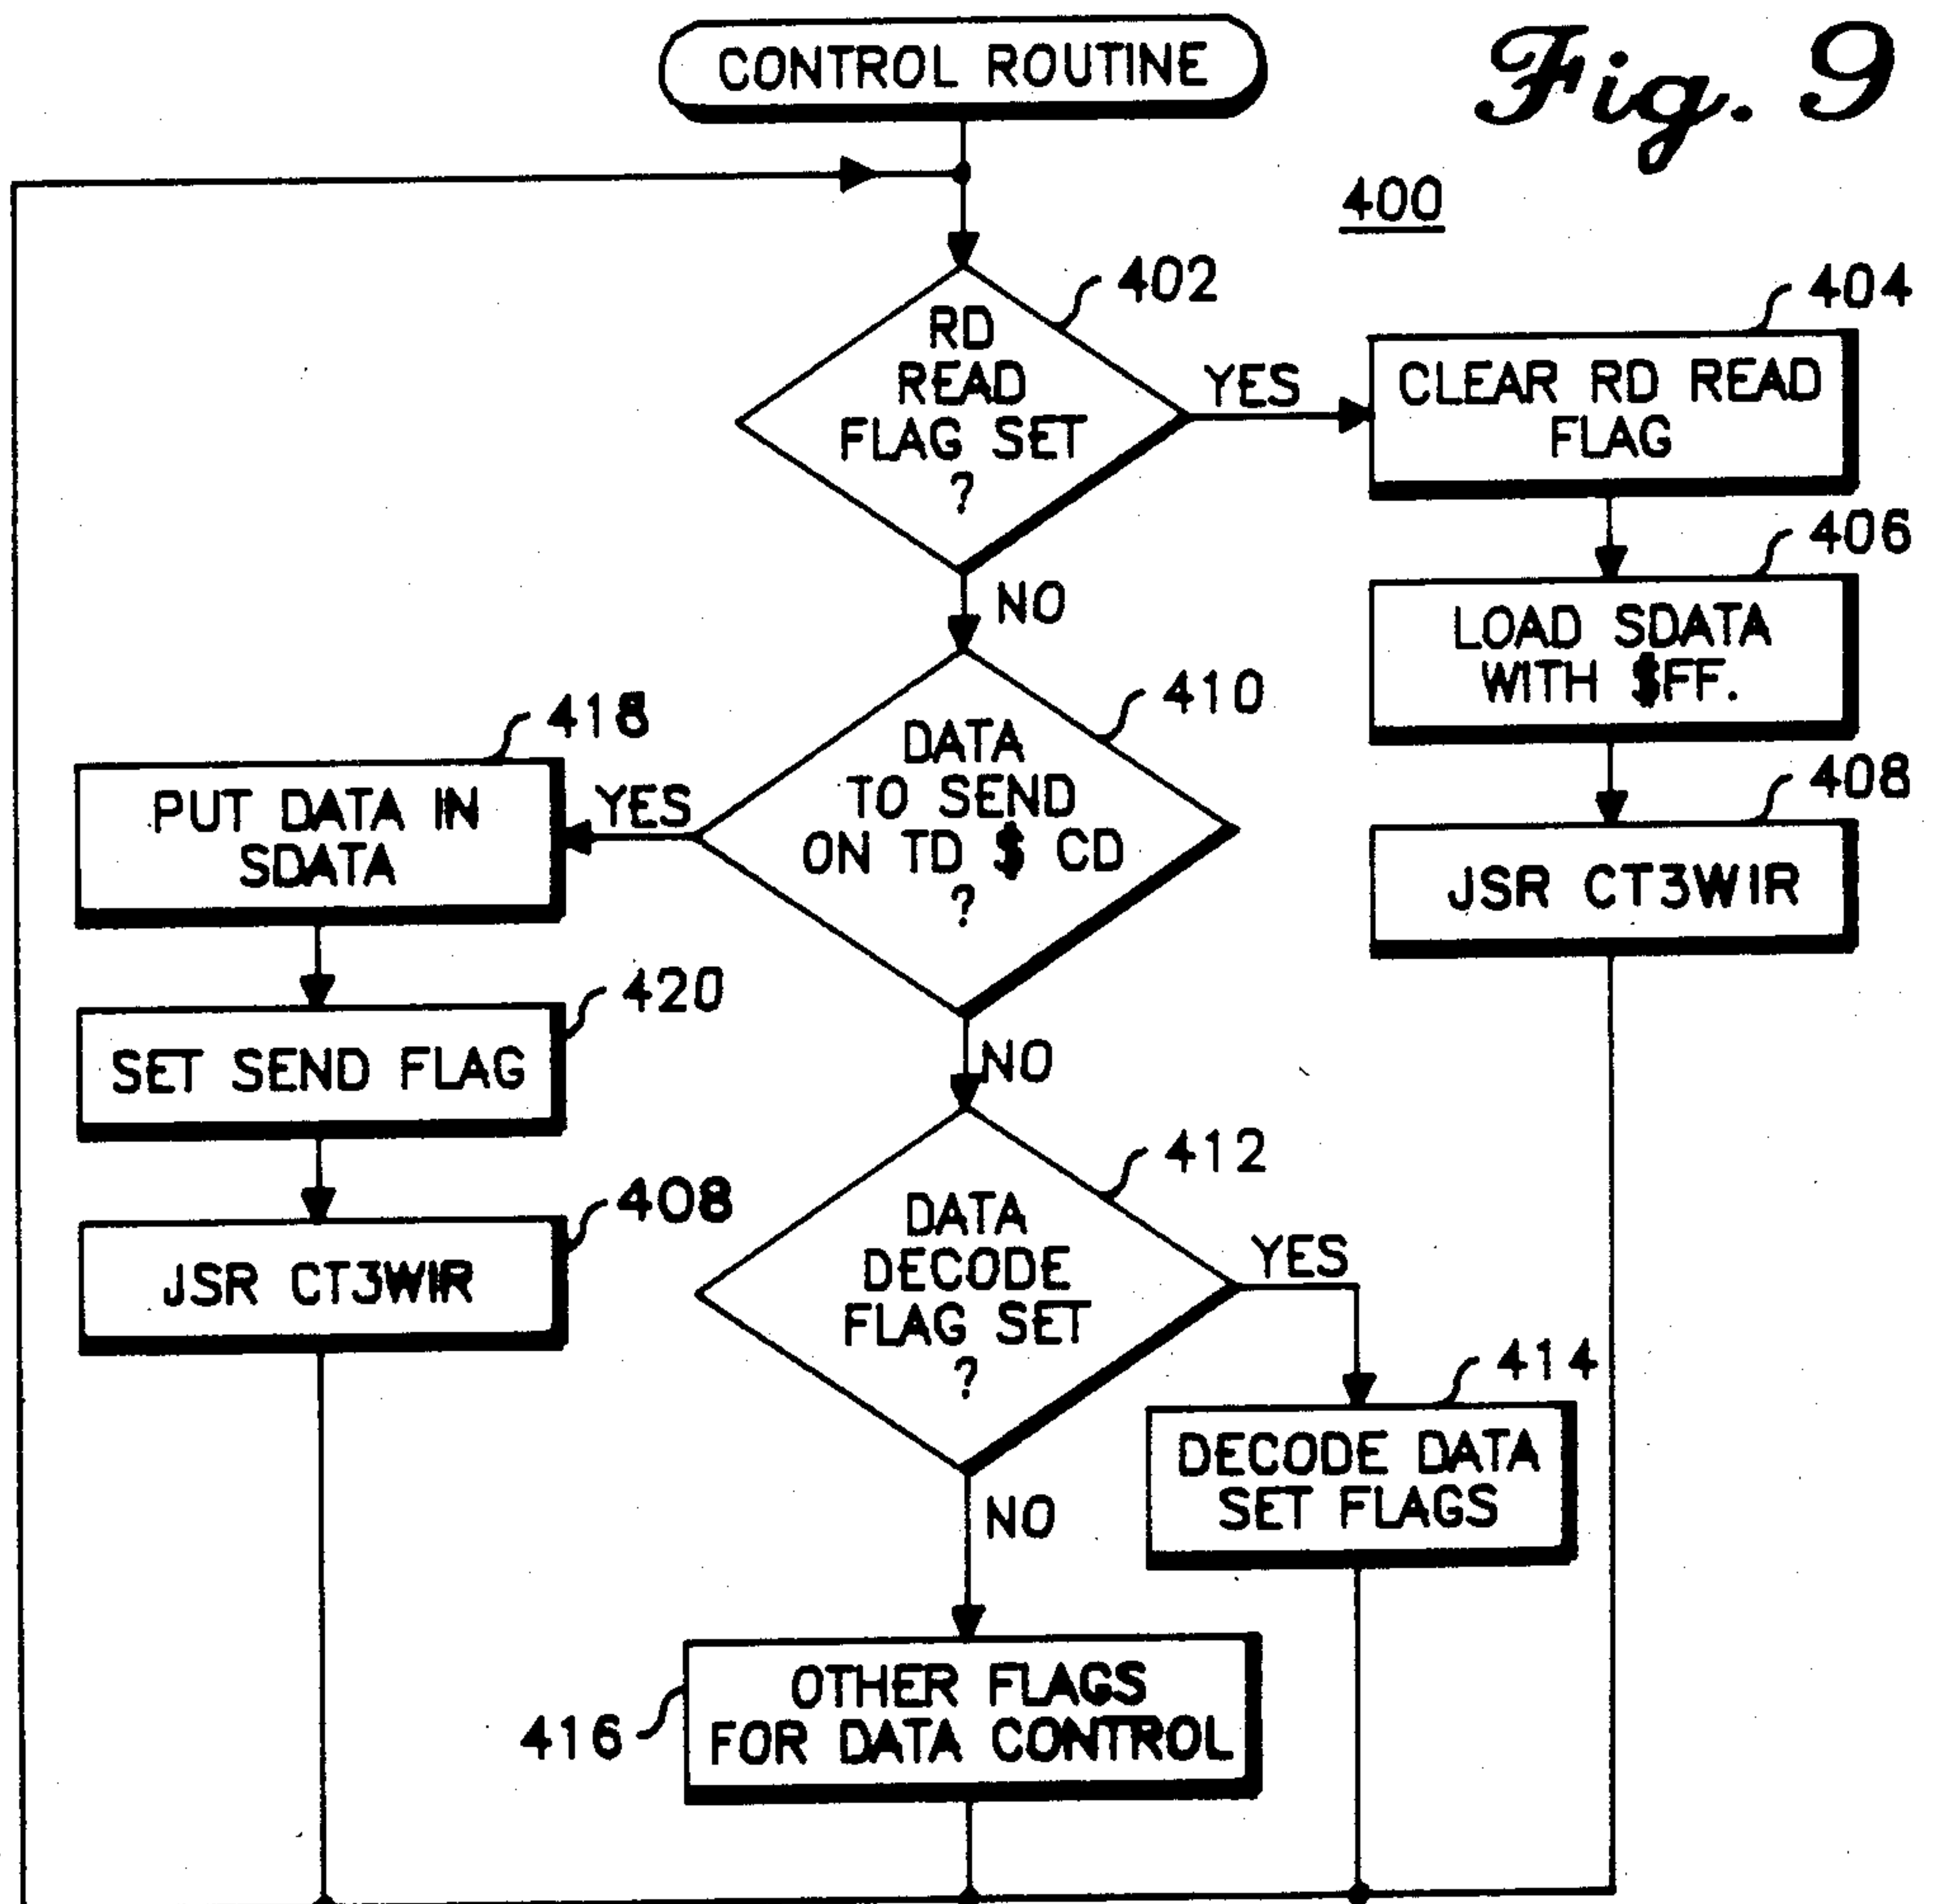 CONTROL ROUTINE
Fig. 9
400
402
RD
READ
FLAG SET
?
YES
404
CLEAR RD READ
FLAG
406
LOAD SDATA
WITH $FF.
408
JSR CT3WIR
NO
410
DATA
TO SEND
ON TD $ CD
?
YES
418
PUT DATA IN
SDATA
420
SET SEND FLAG
408
JSR CT3WIR
NO
412
DATA
DECODE
FLAG SET
?
YES
414
DECODE DATA
SET FLAGS
NO
416
OTHER FLAGS
FOR DATA CONTROL